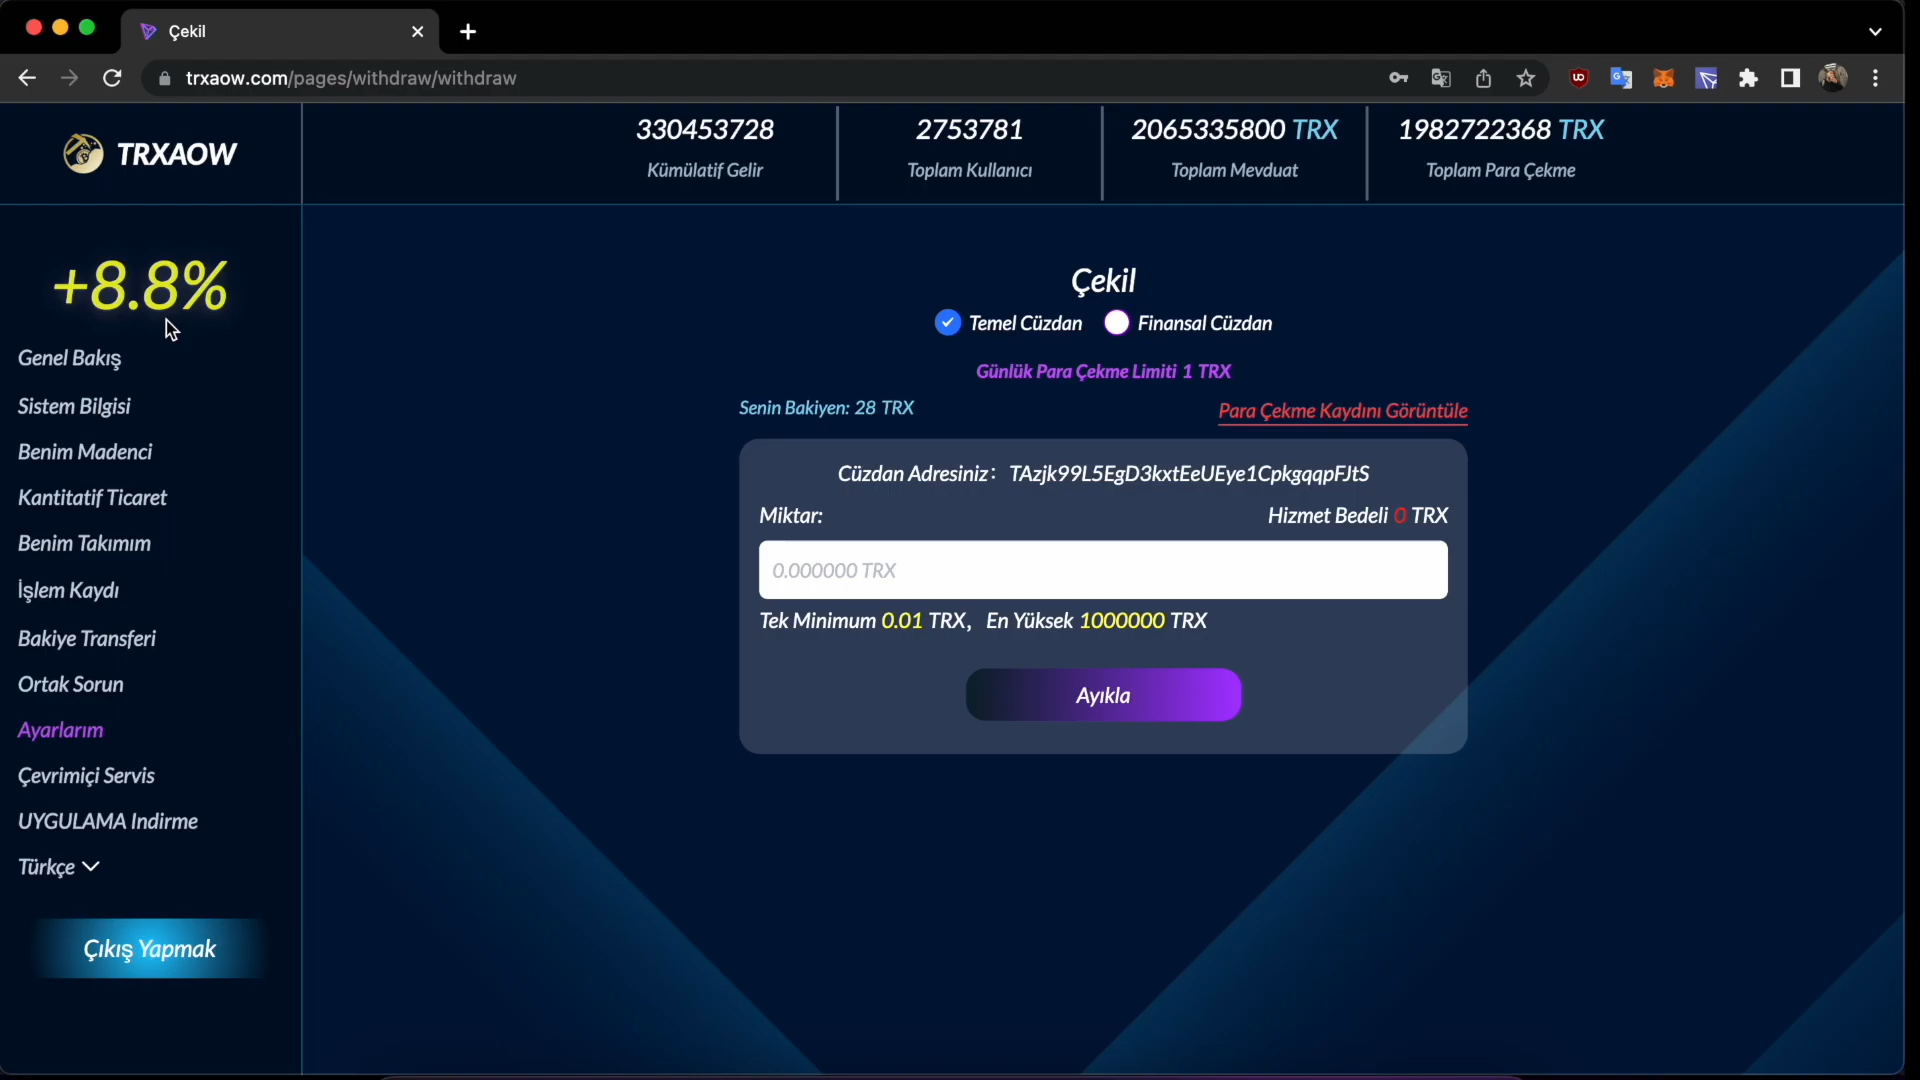 Çekil
trxaow.com/pages/withdraw/withdraw
TRXAOW
330453728
Kümülatif Gelir
2753781
Toplam Kullanıcı
2065335800 TRX
Toplam Mevduat
1982722368 TRX
Toplam Para Çekme
+8.8%
Genel Bakış
Sistem Bilgisi
Benim Madenci
Kantitatif Ticaret
Benim Takımım
İşlem Kaydı
Bakiye Transferi
Ortak Sorun
Ayarlarım
Çevrimiçi Servis
UYGULAMA Indirme
Türkçe
Çıkış Yapmak
Çekil
Temel Cüzdan Finansal Cüzdan
Günlük Para Çekme Limiti 1 TRX
Senin Bakiyen: 28 TRX
Para Çekme Kaydını Görüntüle
Cüzdan Adresiniz: TAzjk99L5EgD3kxtEeUEye1CpkgqqpFJtS
Miktar:
Hizmet Bedeli 0 TRX
0.000000 TRX
Tek Minimum 0.01 TRX, En Yüksek 1000000 TRX
Ayıkla